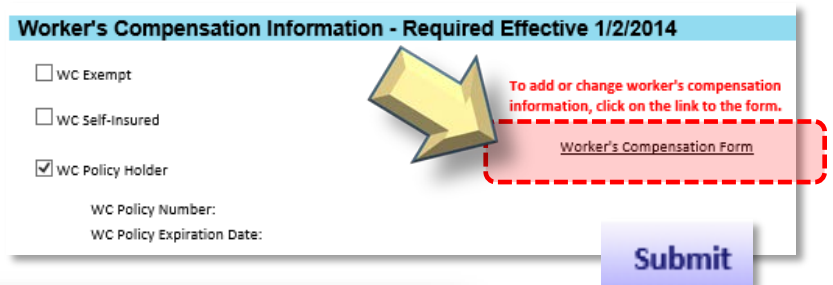 Worker's Compensation Information - Required Effective 1/2/2014
WC Exempt
To add or change worker's compensation
information, click on the link to the form.
WC Self-Insured
Worker's Compensation Form
WC Policy Holder
WC Policy Number:
WC Policy Expiration Date:
Submit